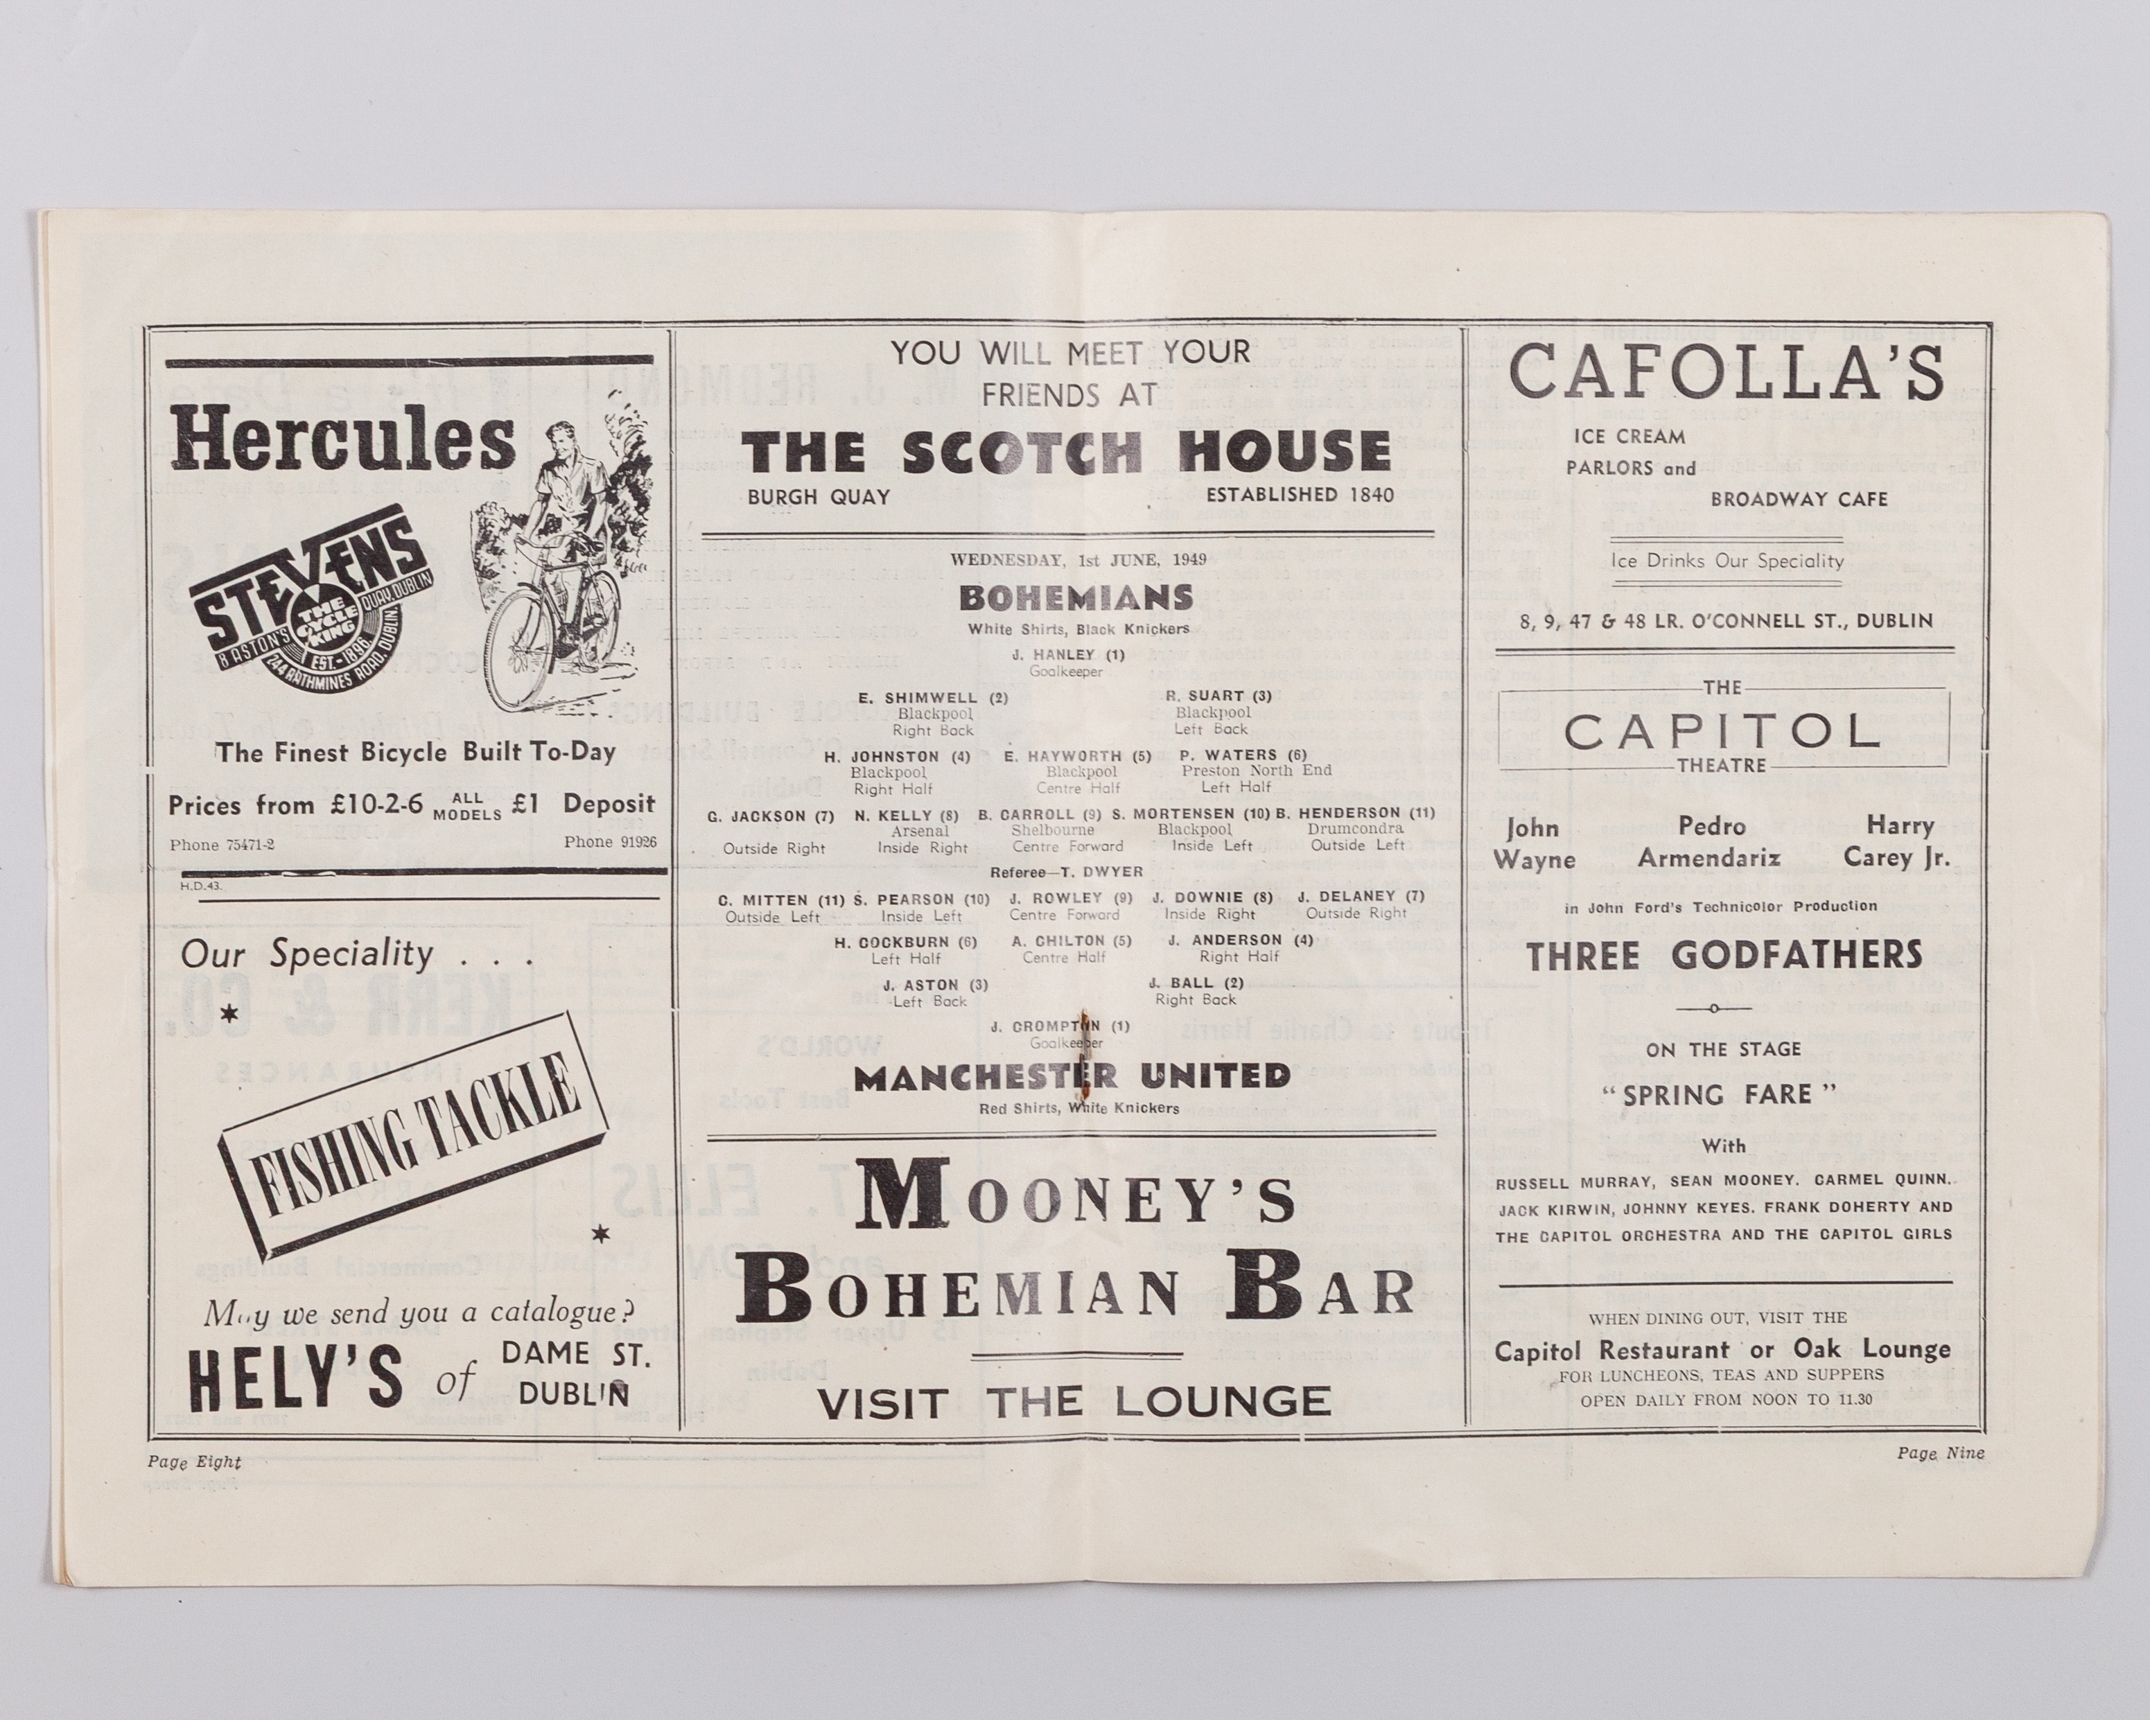 Hercules
STEVENS
THE
CYCLE
KING
8 ASTON'S QUAY, DUBLIN
EST-1896
244 RATHMINES ROAD, DUBLIN
The Finest Bicycle Built To-Day
Prices from £10-2-6 ALL MODELS £1 Deposit
Phone 75471-2 Phone 91926
H.D.43.
Our Speciality . . .
FISHING TACKLE
May we send you a catalogue?
HELY'S of DAME ST.
DUBLIN
Page Eight
YOU WILL MEET YOUR
FRIENDS AT
THE SCOTCH HOUSE
BURGH QUAY ESTABLISHED 1840
WEDNESDAY, 1st JUNE, 1949
BOHEMIANS
White Shirts, Black Knickers
J. HANLEY (1)
Goalkeeper
E. SHIMWELL (2) R. SUART (3)
Blackpool Blackpool
Right Back Left Back
H. JOHNSTON (4) E. HAYWORTH (5) P. WATERS (6)
Blackpool Blackpool Preston North End
Right Half Centre Half Left Half
G. JACKSON (7) N. KELLY (8) B. CARROLL (9) S. MORTENSEN (10) B. HENDERSON (11)
Arsenal Shelbourne Blackpool Drumcondra
Outside Right Inside Right Centre Forward Inside Left Outside Left
Referee—T. DWYER
C. MITTEN (11) S. PEARSON (10) J. ROWLEY (9) J. DOWNIE (8) J. DELANEY (7)
Outside Left Inside Left Centre Forward Inside Right Outside Right
H. COCKBURN (6) A. CHILTON (5) J. ANDERSON (4)
Left Half Centre Half Right Half
J. ASTON (3) J. BALL (2)
Left Back Right Back
J. CROMPTON (1)
Goalkeeper
MANCHESTER UNITED
Red Shirts, White Knickers
MOONEY'S
BOHEMIAN BAR
VISIT THE LOUNGE
CAFOLLA'S
ICE CREAM
PARLORS and
BROADWAY CAFE
Ice Drinks Our Speciality
8, 9, 47 & 48 LR. O'CONNELL ST., DUBLIN
THE
CAPITOL
THEATRE
John Pedro Harry
Wayne Armendariz Carey Jr.
in John Ford's Technicolor Production
THREE GODFATHERS
ON THE STAGE
"SPRING FARE"
With
RUSSELL MURRAY, SEAN MOONEY. CARMEL QUINN.
JACK KIRWIN, JOHNNY KEYES. FRANK DOHERTY AND
THE CAPITOL ORCHESTRA AND THE CAPITOL GIRLS
WHEN DINING OUT, VISIT THE
Capitol Restaurant or Oak Lounge
FOR LUNCHEONS, TEAS AND SUPPERS
OPEN DAILY FROM NOON TO 11.30
Page Nine